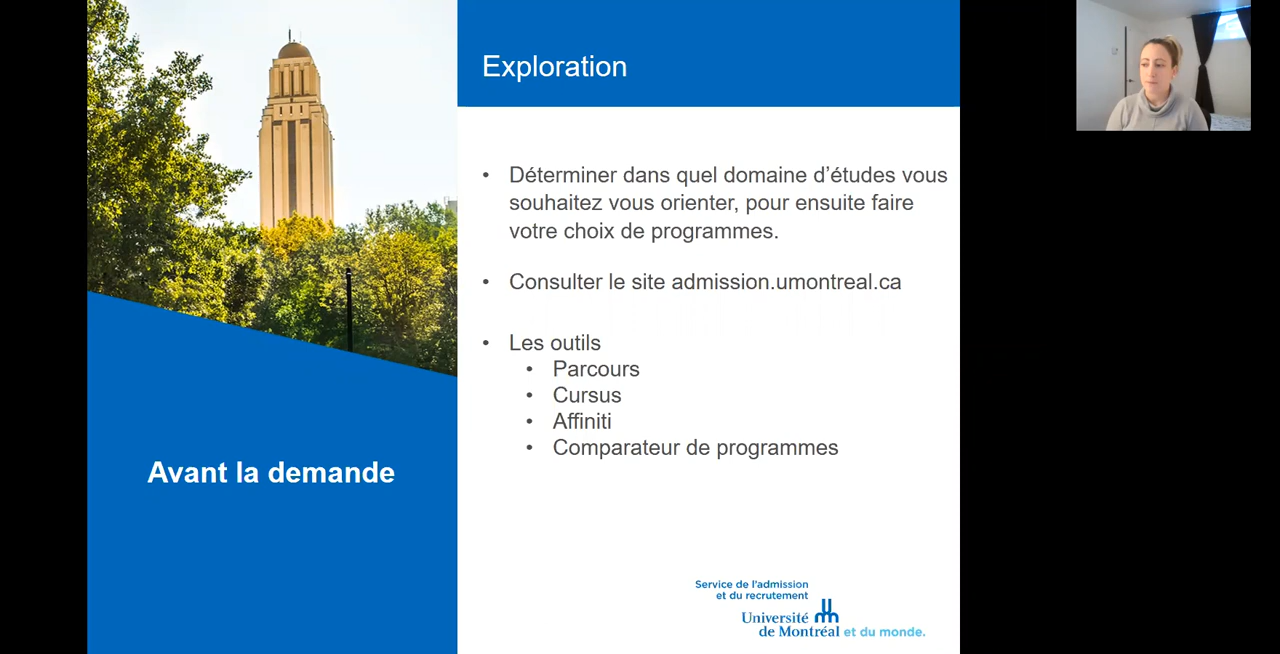 Exploration
• Déterminer dans quel domaine d’études vous
souhaitez vous orienter, pour ensuite faire
votre choix de programmes.
• Consulter le site admission.umontreal.ca
• Les outils
• Parcours
• Cursus
• Affiniti
• Comparateur de programmes
Avant la demande
Service de l'admission
et du recrutement
Université
de Montréal et du monde.